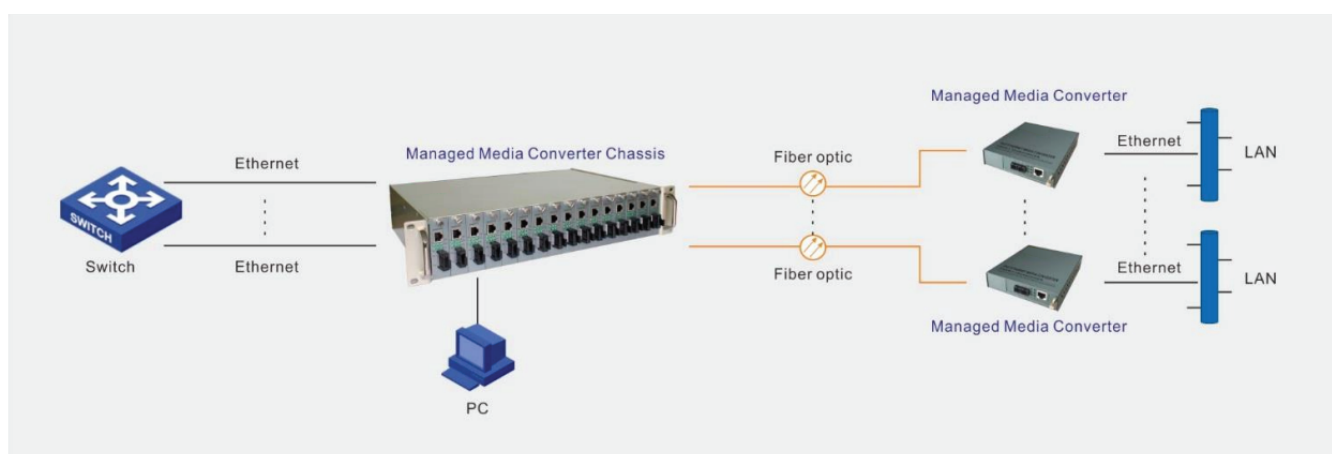 Managed Media Converter
Ethernet
Managed Media Converter Chassis
Fiber optic
Ethernet
LAN
SWITCH
Switch
Ethernet
Fiber optic
Ethernet
LAN
Managed Media Converter
PC